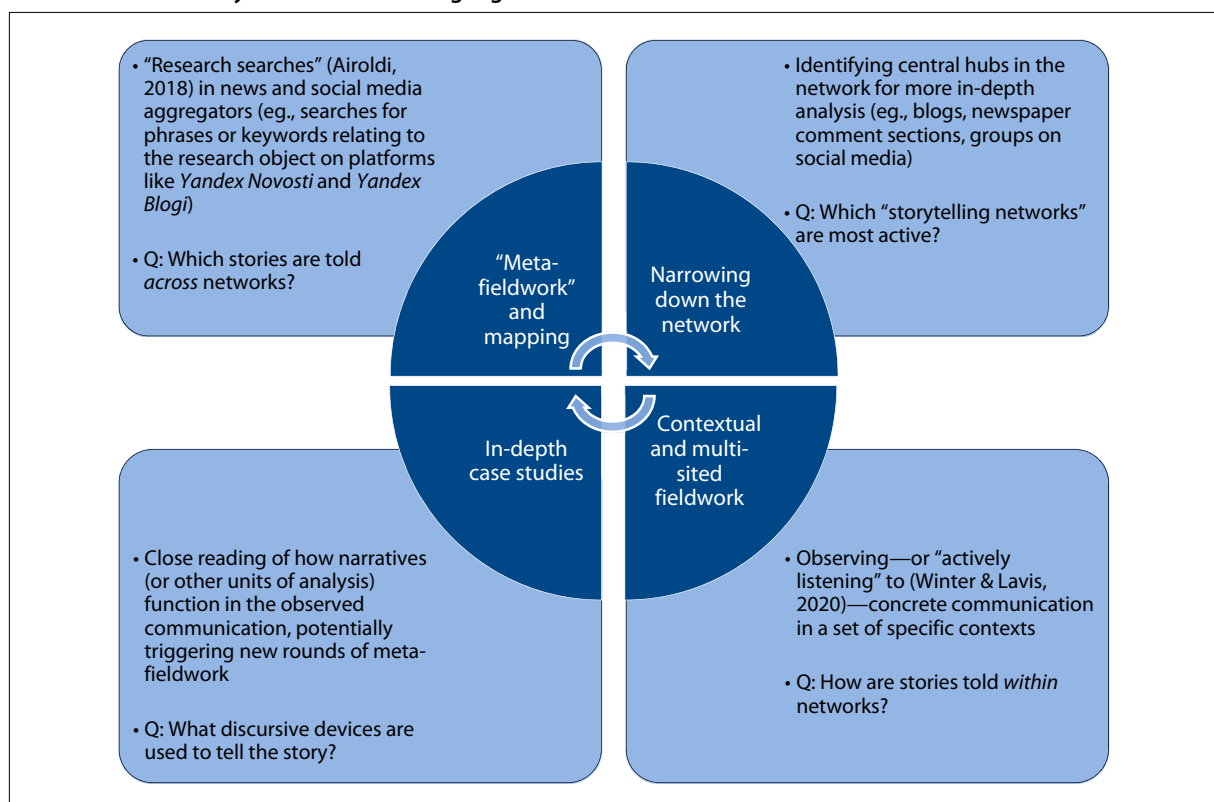 • “Research searches” (Airoldi,
2018) in news and social media
aggregators (eg., searches for
phrases or keywords relating to
the research object on platforms
like Yandex Novosti and Yandex
Blogi)
• Q: Which stories are told
across networks?
• Identifying central hubs in the
network for more in-depth
analysis (eg., blogs, newspaper
comment sections, groups on
social media)
• Q: Which “storytelling networks”
are most active?
“Meta-
fieldwork”
and
mapping
Narrowing
down the
network
In-depth
case studies
Contextual
and multi-
sited
fieldwork
• Close reading of how narratives
(or other units of analysis)
function in the observed
communication, potentially
triggering new rounds of meta-
fieldwork
• Q: What discursive devices are
used to tell the story?
• Observing—or “actively
listening” to (Winter & Lavis,
2020)—concrete communication
in a set of specific contexts
• Q: How are stories told within
networks?